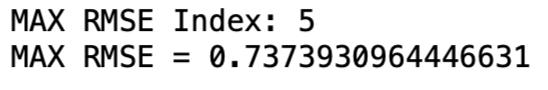 MAX RMSE Index: 5
MAX RMSE = 0.7373930964446631